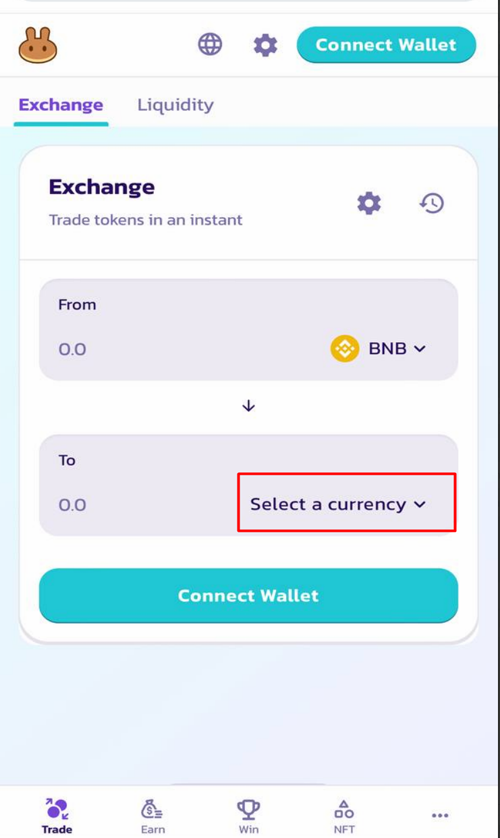 Connect Wallet
Exchange Liquidity
Exchange
Trade tokens in an instant
From
0.0 BNB
To
0.0 Select a currency
Connect Wallet
Trade Earn Win NFT